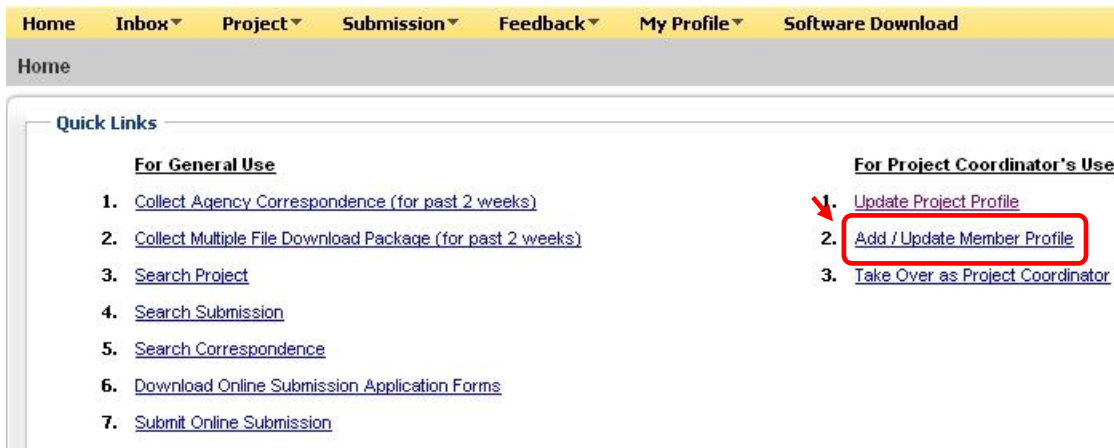 Home Inbox Project Submission Feedback My Profile Software Download
Home
Quick Links
For General Use
1. Collect Agency Correspondence (for past 2 weeks)
2. Collect Multiple File Download Package (for past 2 weeks)
3. Search Project
4. Search Submission
5. Search Correspondence
6. Download Online Submission Application Forms
7. Submit Online Submission
For Project Coordinator's Use
1. Update Project Profile
2. Add / Update Member Profile
3. Take Over as Project Coordinator